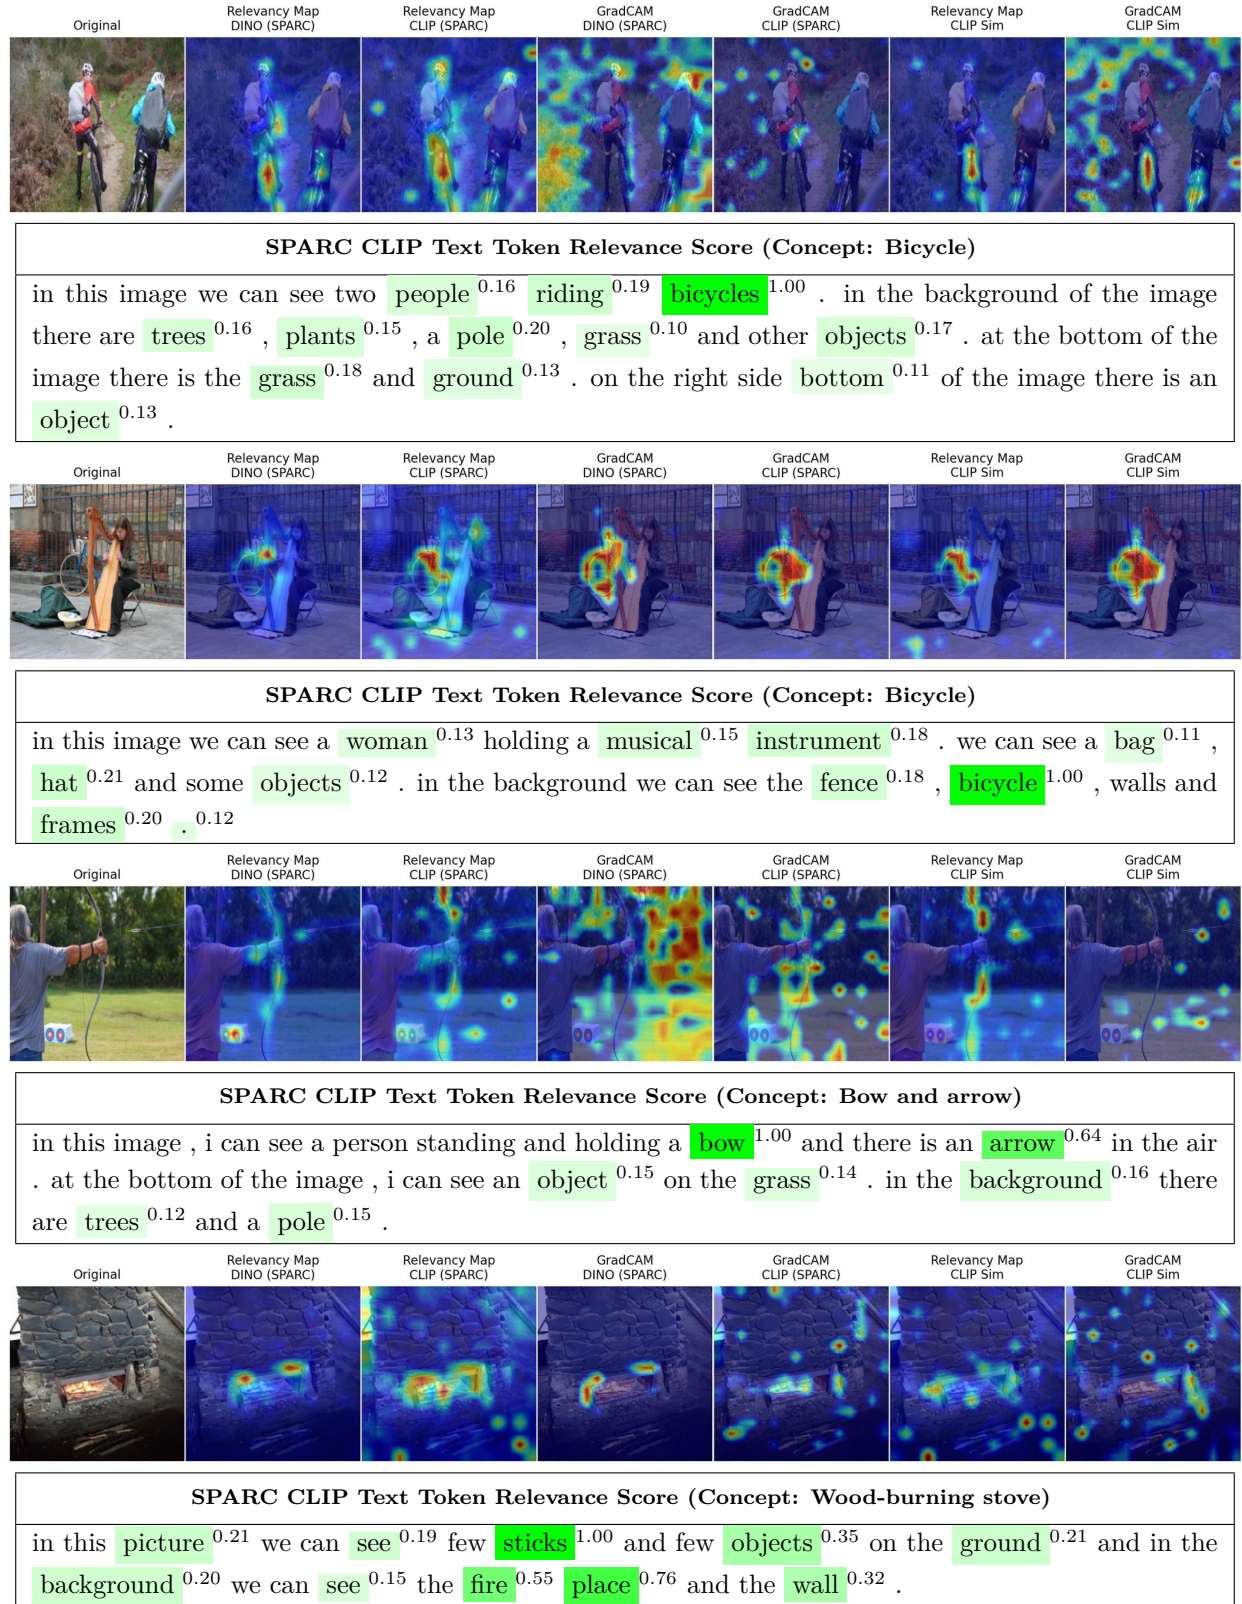 Original
Relevancy Map
DINO (SPARC)
Relevancy Map
CLIP (SPARC)
GradCAM
DINO (SPARC)
GradCAM
CLIP (SPARC)
Relevancy Map
CLIP Sim
GradCAM
CLIP Sim
SPARC CLIP Text Token Relevance Score (Concept: Bicycle)
in this image we can see two people 0.16 riding 0.19 bicycles 1.00 . in the background of the image
there are trees 0.16 , plants 0.15 , a pole 0.20 , grass 0.10 and other objects 0.17 . at the bottom of the
image there is the grass 0.18 and ground 0.13 . on the right side bottom 0.11 of the image there is an
object 0.13 .
Original
Relevancy Map
DINO (SPARC)
Relevancy Map
CLIP (SPARC)
GradCAM
DINO (SPARC)
GradCAM
CLIP (SPARC)
Relevancy Map
CLIP Sim
GradCAM
CLIP Sim
SPARC CLIP Text Token Relevance Score (Concept: Bicycle)
in this image we can see a woman 0.13 holding a musical 0.15 instrument 0.18 . we can see a bag 0.11 ,
hat 0.21 and some objects 0.12 . in the background we can see the fence 0.18 , bicycle 1.00 , walls and
frames 0.20 . 0.12
Original
Relevancy Map
DINO (SPARC)
Relevancy Map
CLIP (SPARC)
GradCAM
DINO (SPARC)
GradCAM
CLIP (SPARC)
Relevancy Map
CLIP Sim
GradCAM
CLIP Sim
SPARC CLIP Text Token Relevance Score (Concept: Bow and arrow)
in this image , i can see a person standing and holding a bow 1.00 and there is an arrow 0.64 in the air
. at the bottom of the image , i can see an object 0.15 on the grass 0.14 . in the background 0.16 there
are trees 0.12 and a pole 0.15 .
Original
Relevancy Map
DINO (SPARC)
Relevancy Map
CLIP (SPARC)
GradCAM
DINO (SPARC)
GradCAM
CLIP (SPARC)
Relevancy Map
CLIP Sim
GradCAM
CLIP Sim
SPARC CLIP Text Token Relevance Score (Concept: Wood-burning stove)
in this picture 0.21 we can see 0.19 few sticks 1.00 and few objects 0.35 on the ground 0.21 and in the
background 0.20 we can see 0.15 the fire 0.55 place 0.76 and the wall 0.32 .